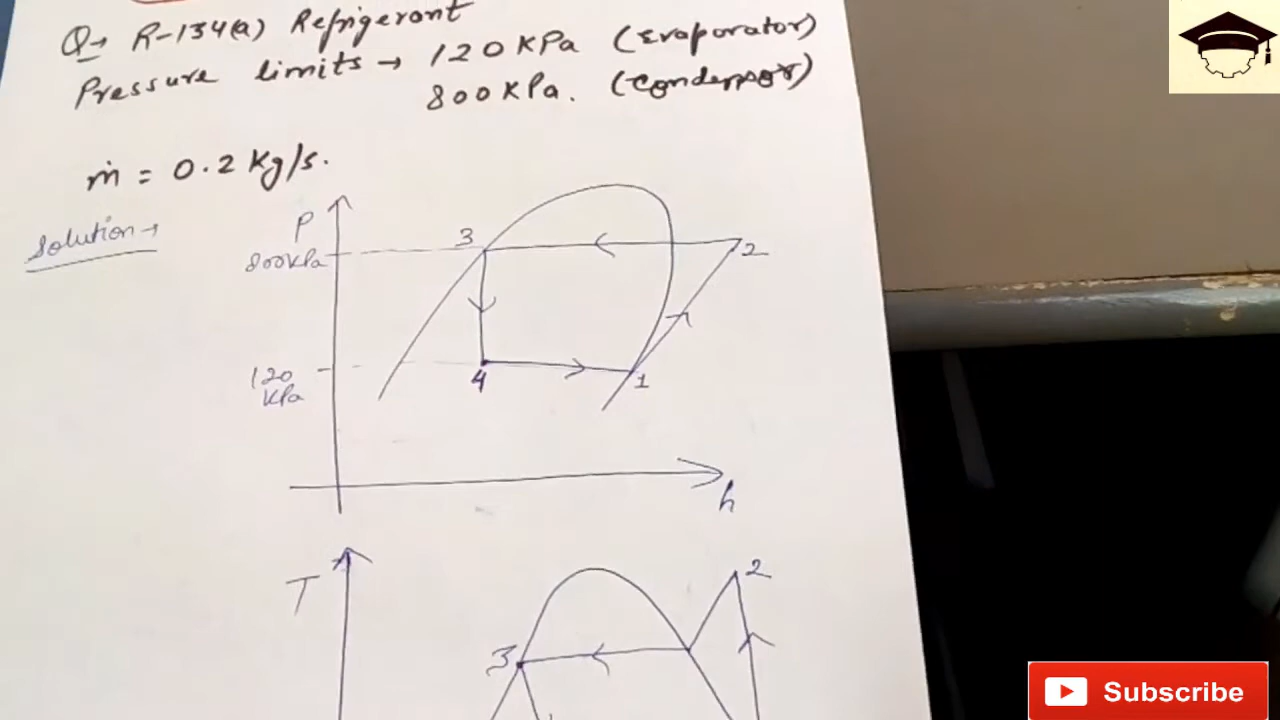 Q→ R-134(a) Refrigerant
Pressure limits → 120 KPa (Evaporator)
800 KPa. (Condensor)
ṁ = 0.2 Kg/s.
Solution→
P
3
2
800KPa
120
KPa
4
1
h
T
2
3
Subscribe